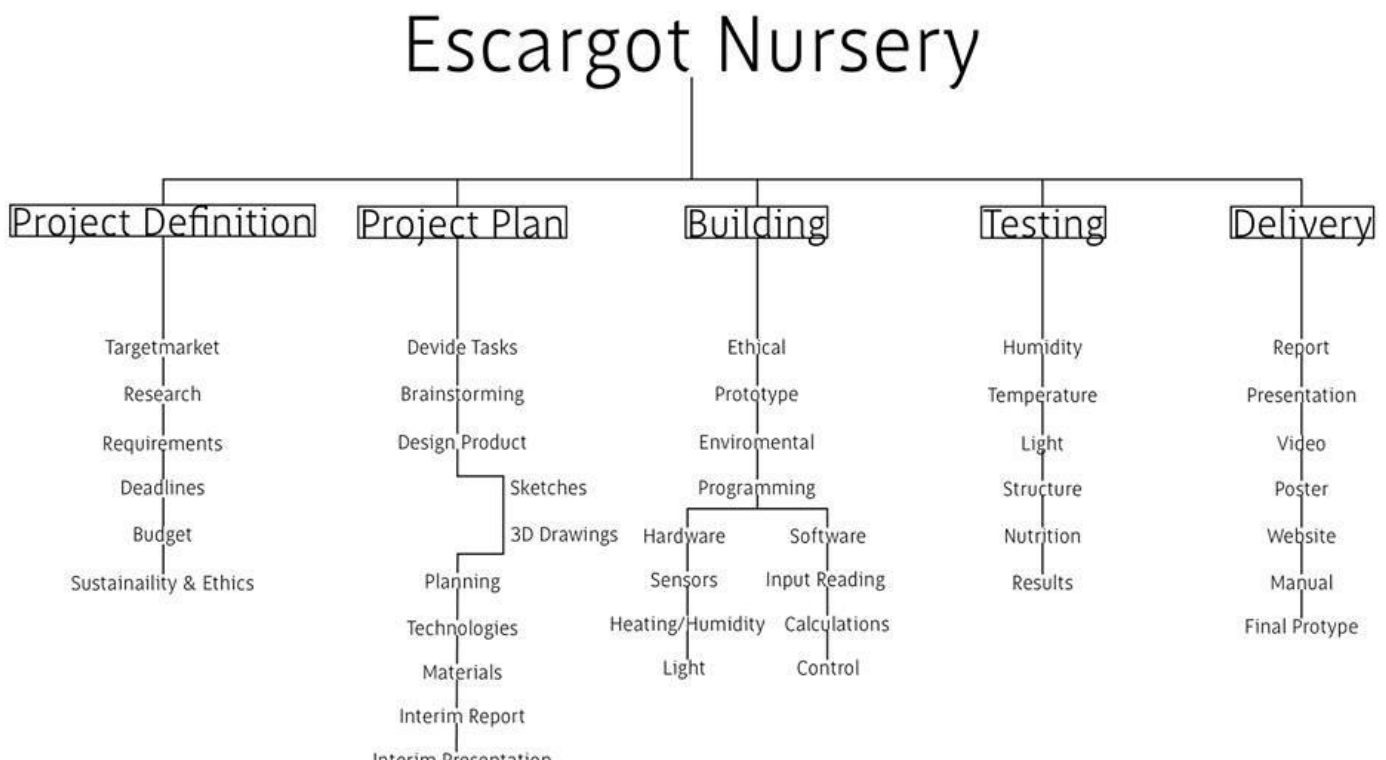 Escargot Nursery
Project Definition
Targetmarket
Research
Requirements
Deadlines
Budget
Sustainaility & Ethics
Project Plan
Devide Tasks
Brainstorming
Design Product
Sketches
3D Drawings
Planning
Technologies
Materials
Interim Report
Interim Presentation
Building
Ethical
Prototype
Enviromental
Programming
Hardware
Sensors
Heating/Humidity
Light
Software
Input Reading
Calculations
Control
Testing
Humidity
Temperature
Light
Structure
Nutrition
Results
Delivery
Report
Presentation
Video
Poster
Website
Manual
Final Protype